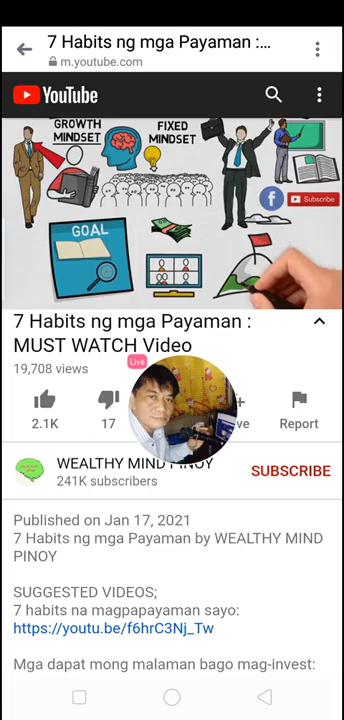 7 Habits ng mga Payaman :...
m.youtube.com
YouTube
GROWTH MINDSET
FIXED MINDSET
f
Subscribe
GOAL
7 Habits ng mga Payaman :
MUST WATCH Video
19,708 views
Live
2.1K
17
ve
Report
WEALTHY MIND PINOY
241K subscribers
SUBSCRIBE
Published on Jan 17, 2021
7 Habits ng mga Payaman by WEALTHY MIND
PINOY
SUGGESTED VIDEOS;
7 habits na magpapayaman sayo:
https://youtu.be/f6hrC3Nj_Tw
Mga dapat mong malaman bago mag-invest: